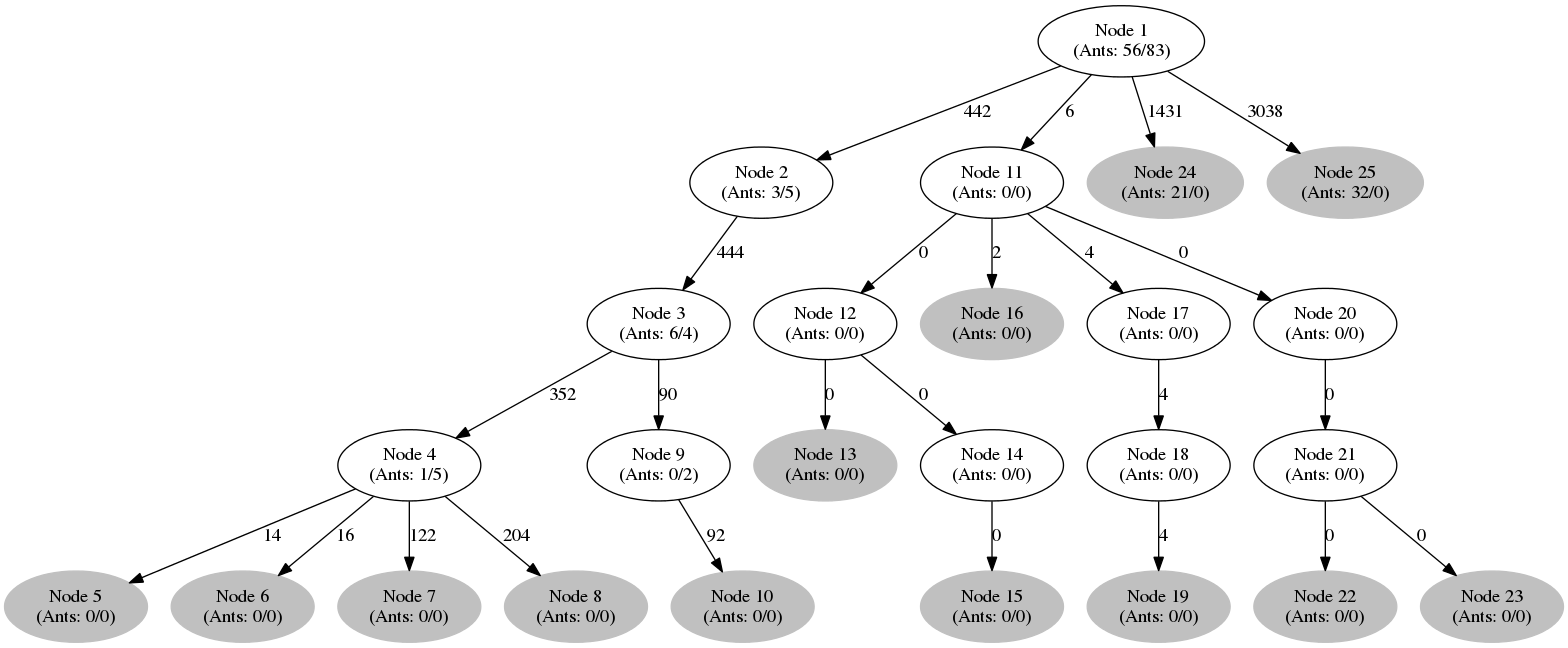 Node 1
(Ants: 56/83)
442
6
1431
3038
Node 2
(Ants: 3/5)
Node 11
(Ants: 0/0)
Node 24
(Ants: 21/0)
Node 25
(Ants: 32/0)
444
0
2
4
0
Node 3
(Ants: 6/4)
Node 12
(Ants: 0/0)
Node 16
(Ants: 0/0)
Node 17
(Ants: 0/0)
Node 20
(Ants: 0/0)
352
90
0
0
4
0
Node 4
(Ants: 1/5)
Node 9
(Ants: 0/2)
Node 13
(Ants: 0/0)
Node 14
(Ants: 0/0)
Node 18
(Ants: 0/0)
Node 21
(Ants: 0/0)
14
16
122
204
92
0
4
0
0
Node 5
(Ants: 0/0)
Node 6
(Ants: 0/0)
Node 7
(Ants: 0/0)
Node 8
(Ants: 0/0)
Node 10
(Ants: 0/0)
Node 15
(Ants: 0/0)
Node 19
(Ants: 0/0)
Node 22
(Ants: 0/0)
Node 23
(Ants: 0/0)